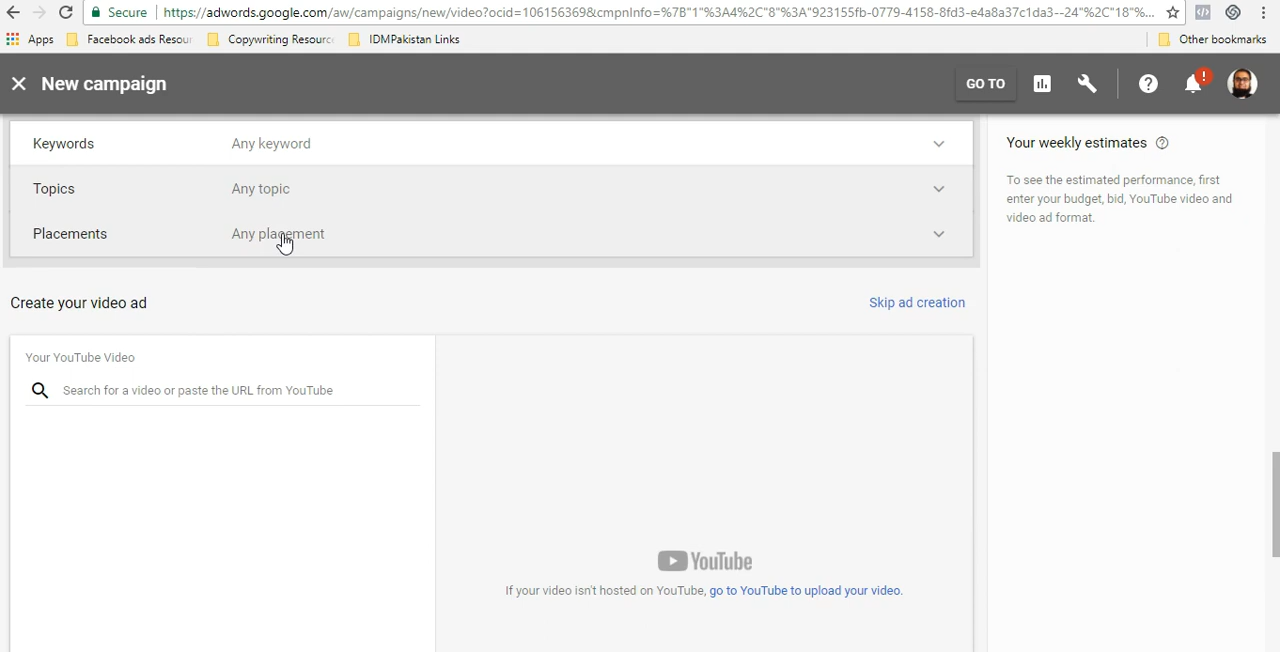 Secure
https://adwords.google.com/aw/campaigns/new/video?ocid=106156369&cmpnInfo=%7B"1"%3A4%2C"8"%3A"923155fb-0779-4158-8fd3-e4a8a37c1da3--24"%2C"18"%...
Apps Facebook ads Resour Copywriting Resourc IDMPakistan Links Other bookmarks
New campaign GO TO
Keywords Any keyword
Topics Any topic
Placements Any placement
Your weekly estimates
To see the estimated performance, first
enter your budget, bid, YouTube video and
video ad format.
Create your video ad Skip ad creation
Your YouTube Video
Search for a video or paste the URL from YouTube
YouTube
If your video isn't hosted on YouTube, go to YouTube to upload your video.